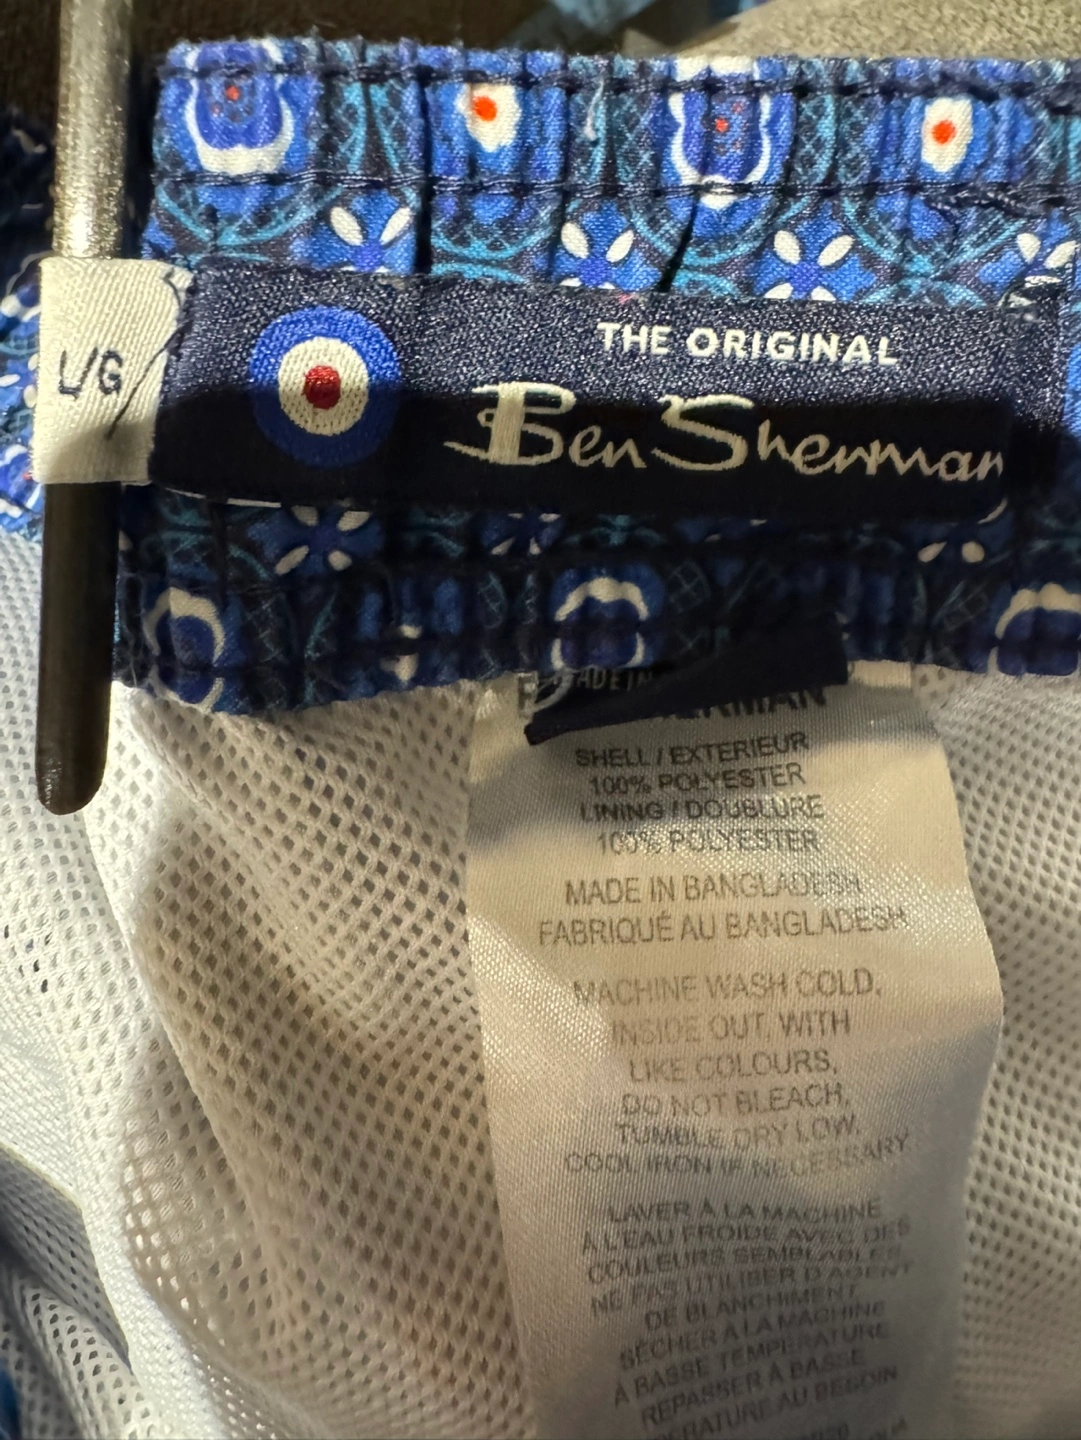 L/G
THE ORIGINAL
Ben Sherman
MADE IN
SHELL / EXTERIEUR
100% POLYESTER
LINING / DOUBLURE
100% POLYESTER
MADE IN BANGLADESH
FABRIQUÉ AU BANGLADESH
MACHINE WASH COLD,
INSIDE OUT, WITH
LIKE COLOURS,
DO NOT BLEACH,
TUMBLE DRY LOW,
COOL IRON IF NECESSARY
LAVER À LA MACHINE
À L'EAU FROIDE AVEC DES
COULEURS SEMBLABLES,
NE PAS UTILISER D'AGENT
DE BLANCHIMENT
SÉCHER À LA MACHINE
À BASSE TEMPÉRATURE
REPASSER À BASSE
AU BESOIN